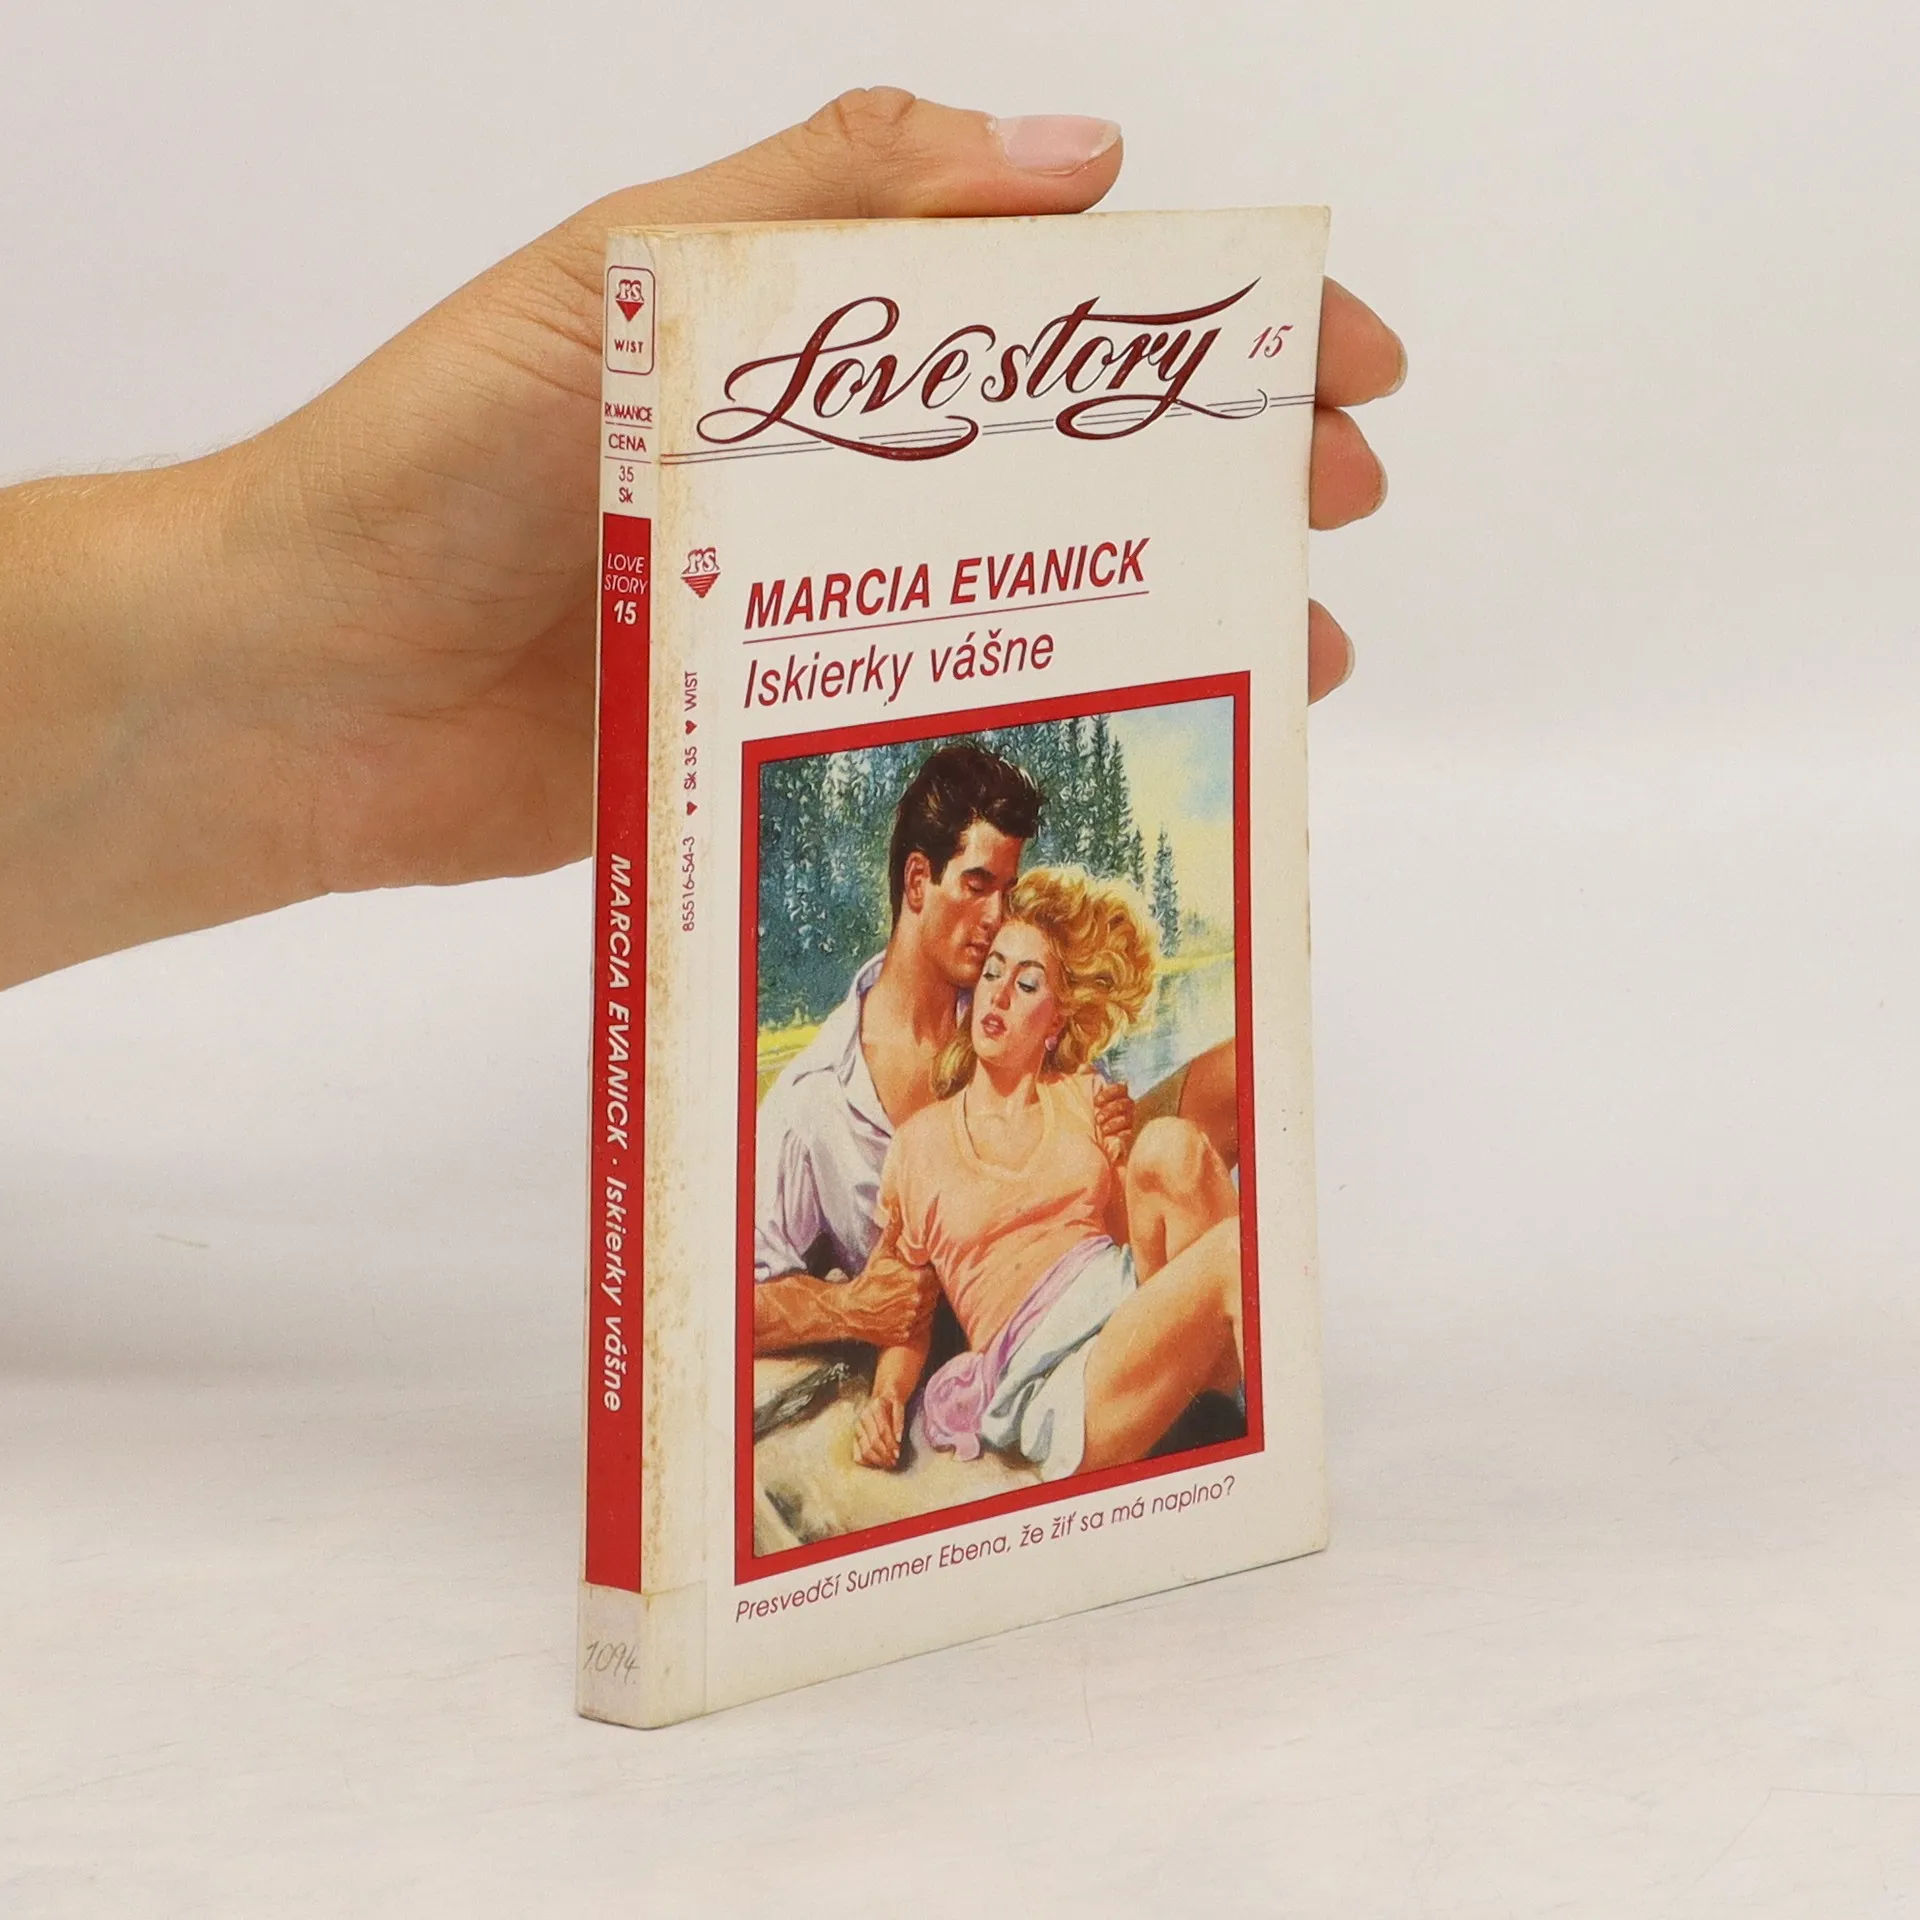 rs.
WIST
ROMANCE
CENA
35
Sk
LOVE
STORY
15
MARCIA EVANICK · Iskierky vášne
1094
Love story 15
rs.
85516-54-3 ♥ Sk 35 ♥ WIST
MARCIA EVANICK
Iskierky vášne
Presvedčí Summer Ebena, že žiť sa má naplno?